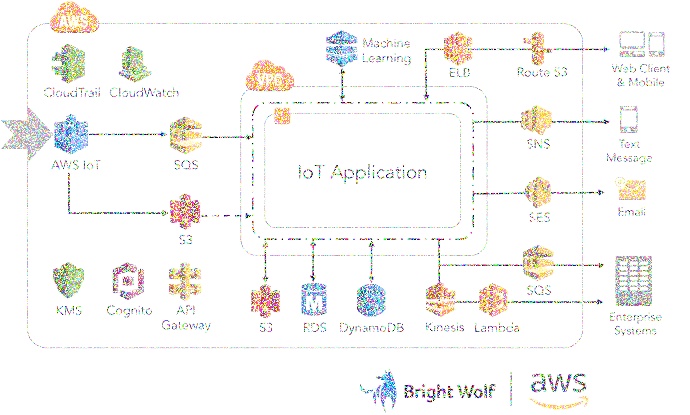 AWS
CloudTrail
CloudWatch
VPC
Machine
Learning
ELB
Route S3
Web Client
& Mobile
AWS IoT
SQS
IoT Application
SNS
Text
Message
S3
SES
Email
KMS
Cognito
API
Gateway
S3
RDS
DynamoDB
Kinesis
Lambda
SQS
Enterprise
Systems
Bright Wolf
aws